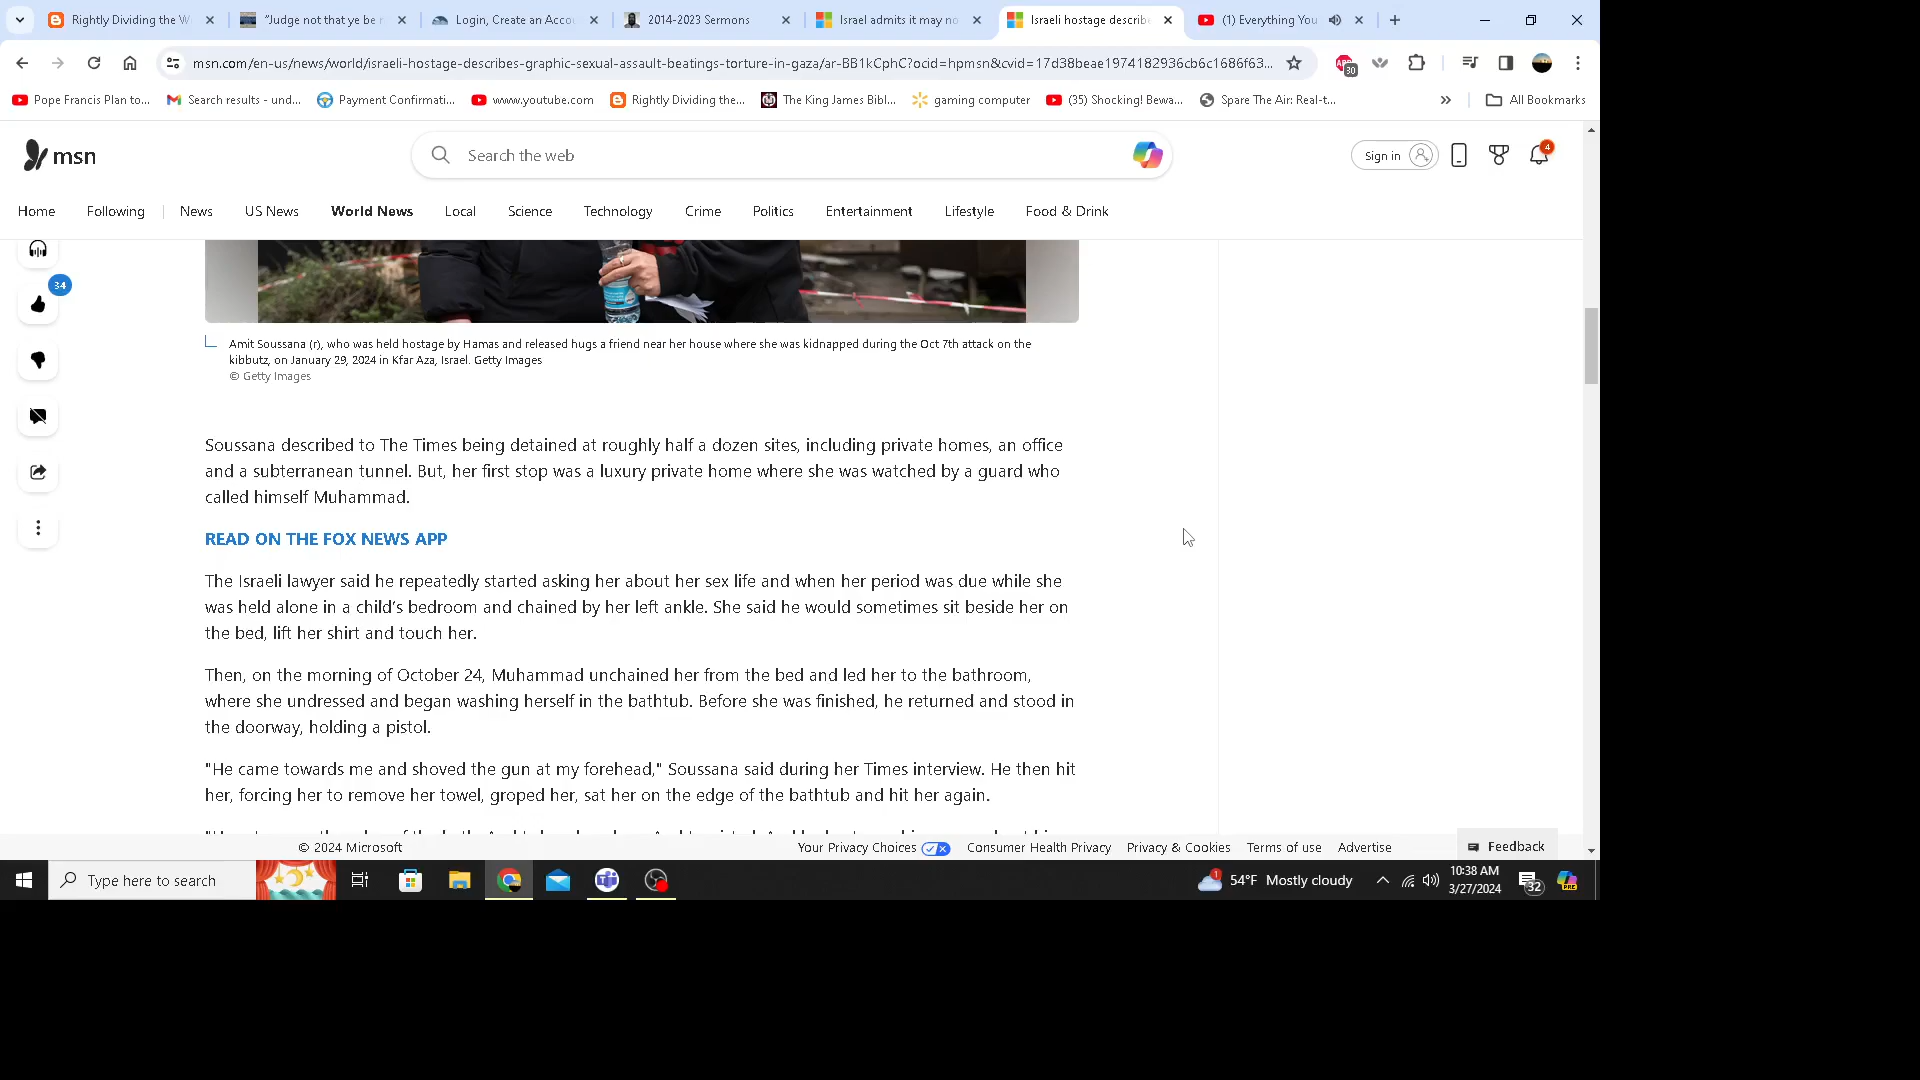 Rightly Dividing the W
"Judge not that ye be n
Login, Create an Accou
2014-2023 Sermons
Israel admits it may no
Israeli hostage describe
(1) Everything You
msn.com/en-us/news/world/israeli-hostage-describes-graphic-sexual-assault-beatings-torture-in-gaza/ar-BB1kCphC?ocid=hpmsn&cvid=17d38beae1974182936cb6c1686f63...
30
Pope Francis Plan to...
Search results - und...
Payment Confirmati...
www.youtube.com
Rightly Dividing the...
The King James Bibl...
gaming computer
(35) Shocking! Bewa...
Spare The Air: Real-t...
All Bookmarks
msn
Search the web
Sign in
4
Home Following News US News World News Local Science Technology Crime Politics Entertainment Lifestyle Food & Drink
34
Amit Soussana (r), who was held hostage by Hamas and released hugs a friend near her house where she was kidnapped during the Oct 7th attack on the
kibbutz, on January 29, 2024 in Kfar Aza, Israel. Getty Images
© Getty Images
Soussana described to The Times being detained at roughly half a dozen sites, including private homes, an office
and a subterranean tunnel. But, her first stop was a luxury private home where she was watched by a guard who
called himself Muhammad.
READ ON THE FOX NEWS APP
The Israeli lawyer said he repeatedly started asking her about her sex life and when her period was due while she
was held alone in a child's bedroom and chained by her left ankle. She said he would sometimes sit beside her on
the bed, lift her shirt and touch her.
Then, on the morning of October 24, Muhammad unchained her from the bed and led her to the bathroom,
where she undressed and began washing herself in the bathtub. Before she was finished, he returned and stood in
the doorway, holding a pistol.
"He came towards me and shoved the gun at my forehead," Soussana said during her Times interview. He then hit
her, forcing her to remove her towel, groped her, sat her on the edge of the bathtub and hit her again.
© 2024 Microsoft
Your Privacy Choices
Consumer Health Privacy
Privacy & Cookies
Terms of use
Advertise
Feedback
Type here to search
1
54°F Mostly cloudy
10:38 AM
3/27/2024
32
PRE